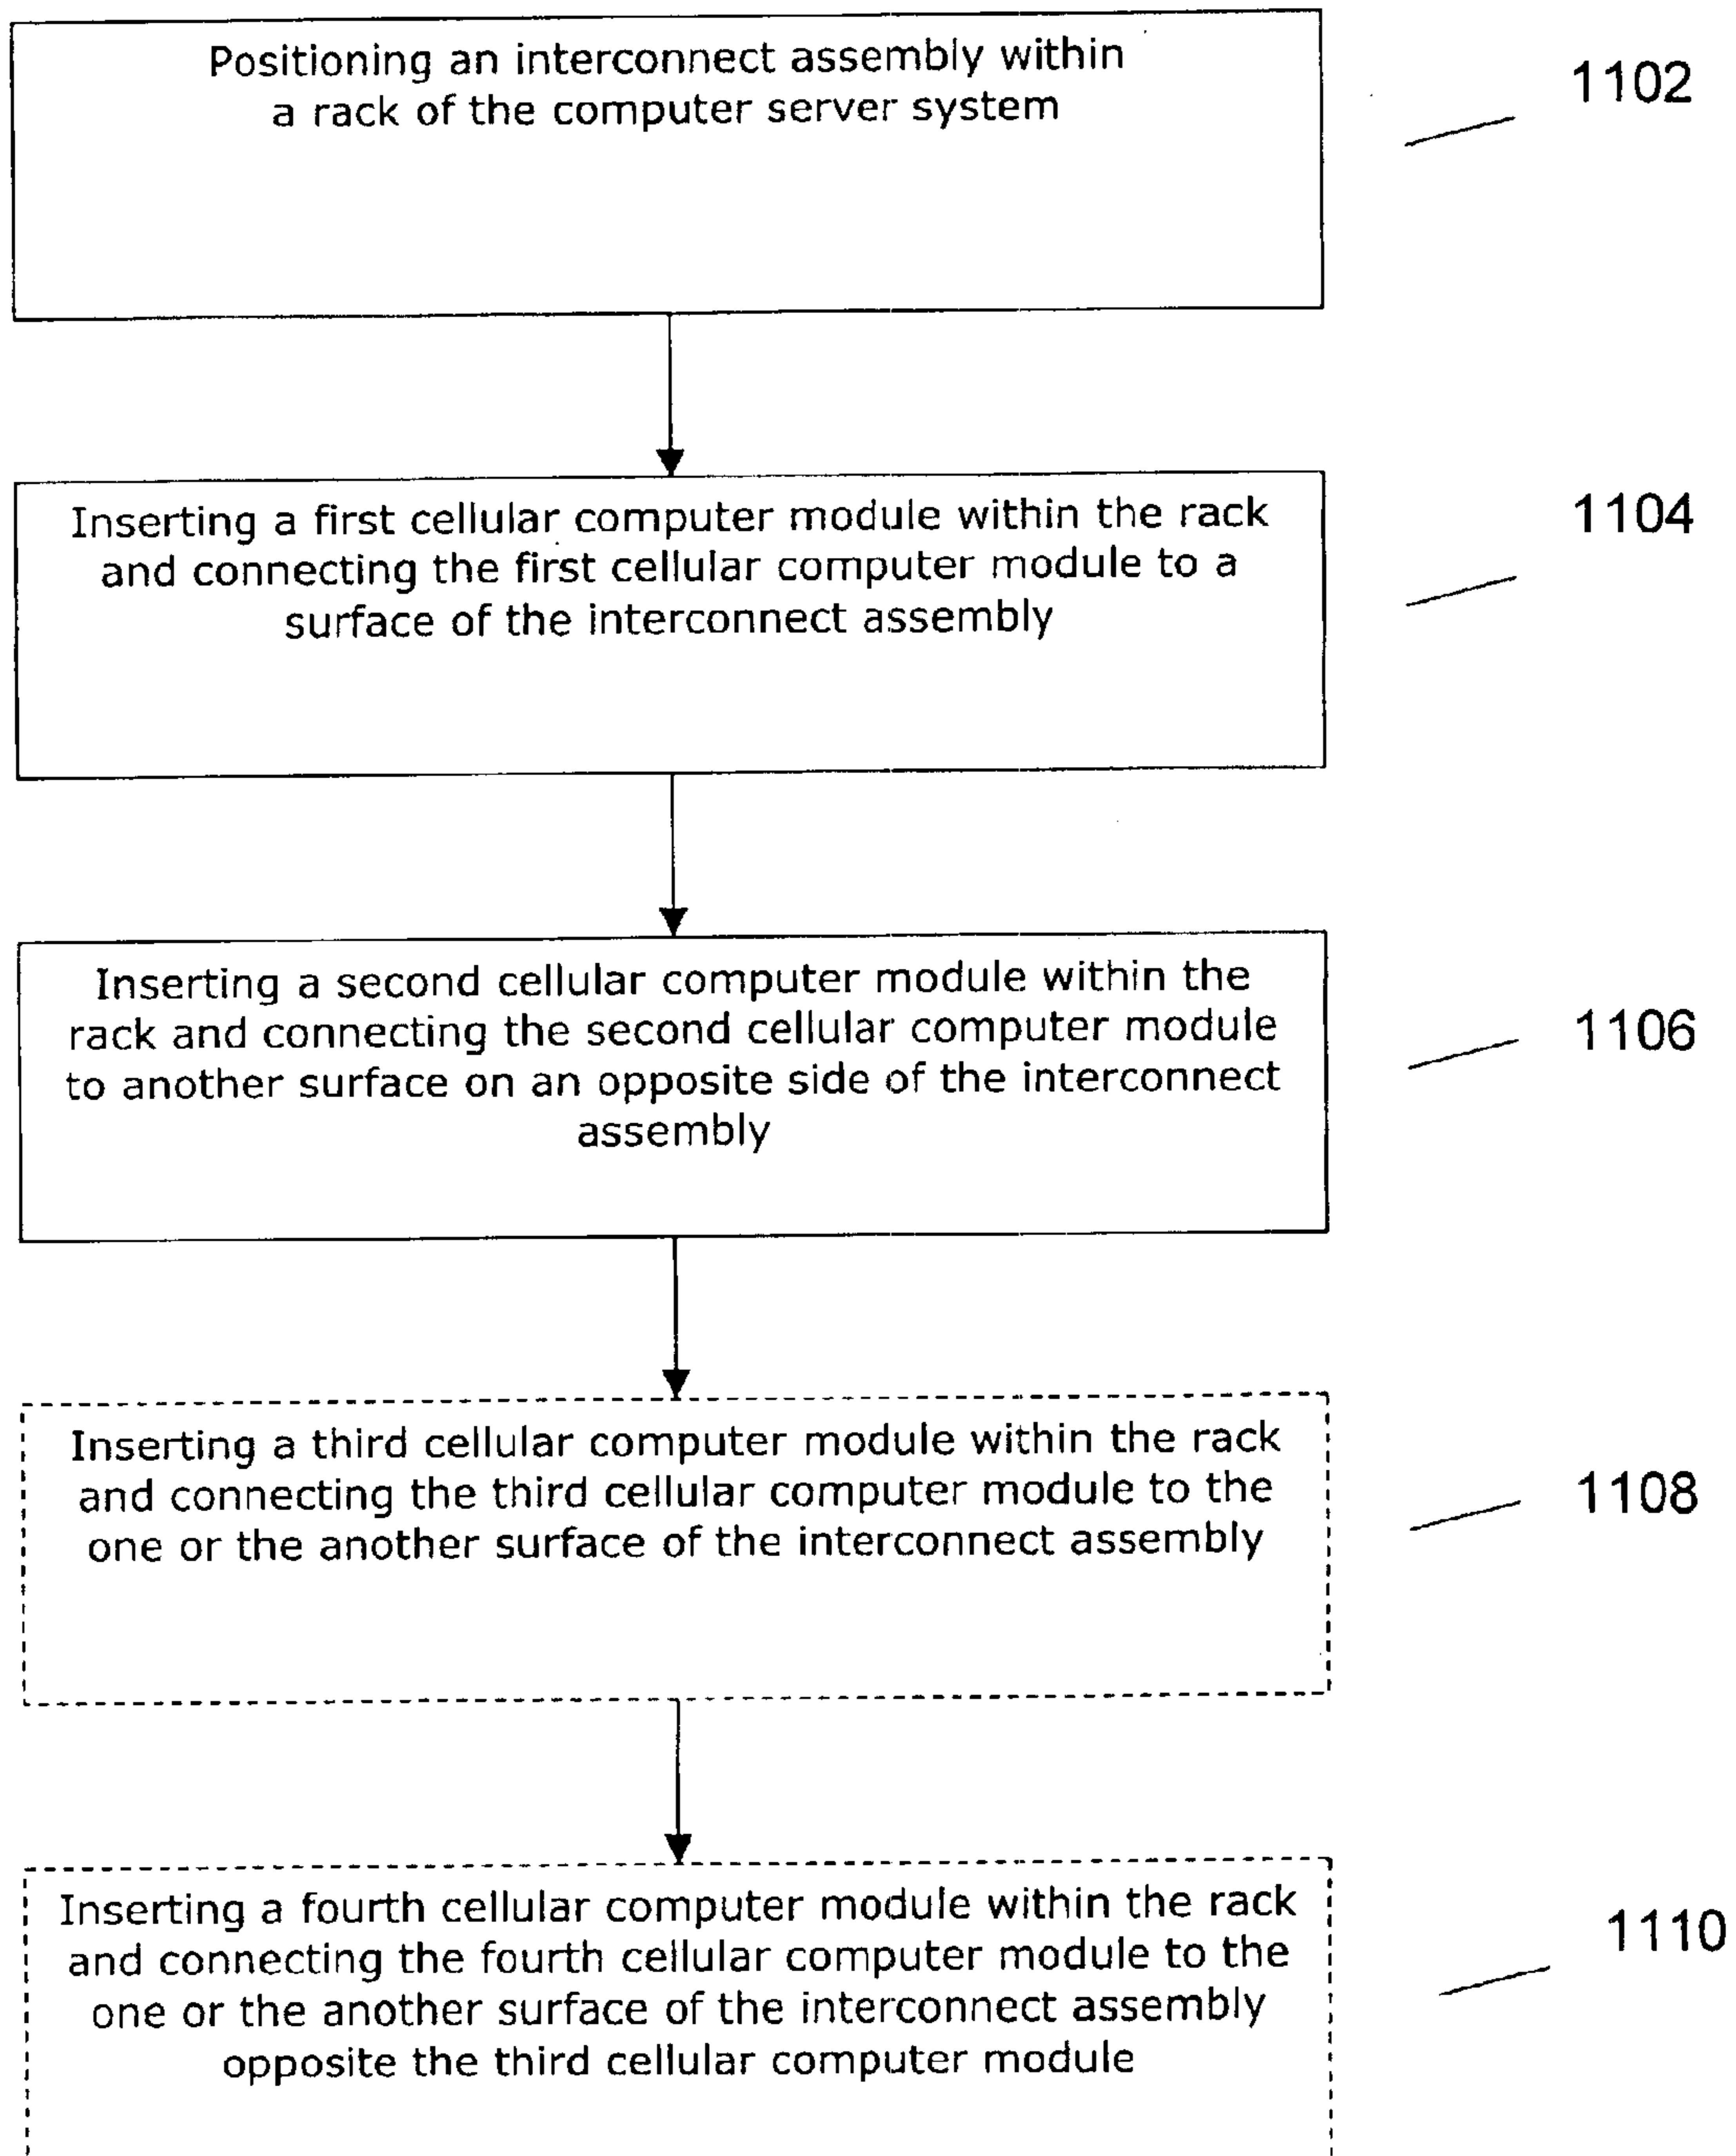 Positioning an interconnect assembly within
a rack of the computer server system
1102
Inserting a first cellular computer module within the rack
and connecting the first cellular computer module to a
surface of the interconnect assembly
1104
Inserting a second cellular computer module within the
rack and connecting the second cellular computer module
to another surface on an opposite side of the interconnect
assembly
1106
Inserting a third cellular computer module within the rack
and connecting the third cellular computer module to the
one or the another surface of the interconnect assembly
1108
Inserting a fourth cellular computer module within the rack
and connecting the fourth cellular computer module to the
one or the another surface of the interconnect assembly
opposite the third cellular computer module
1110